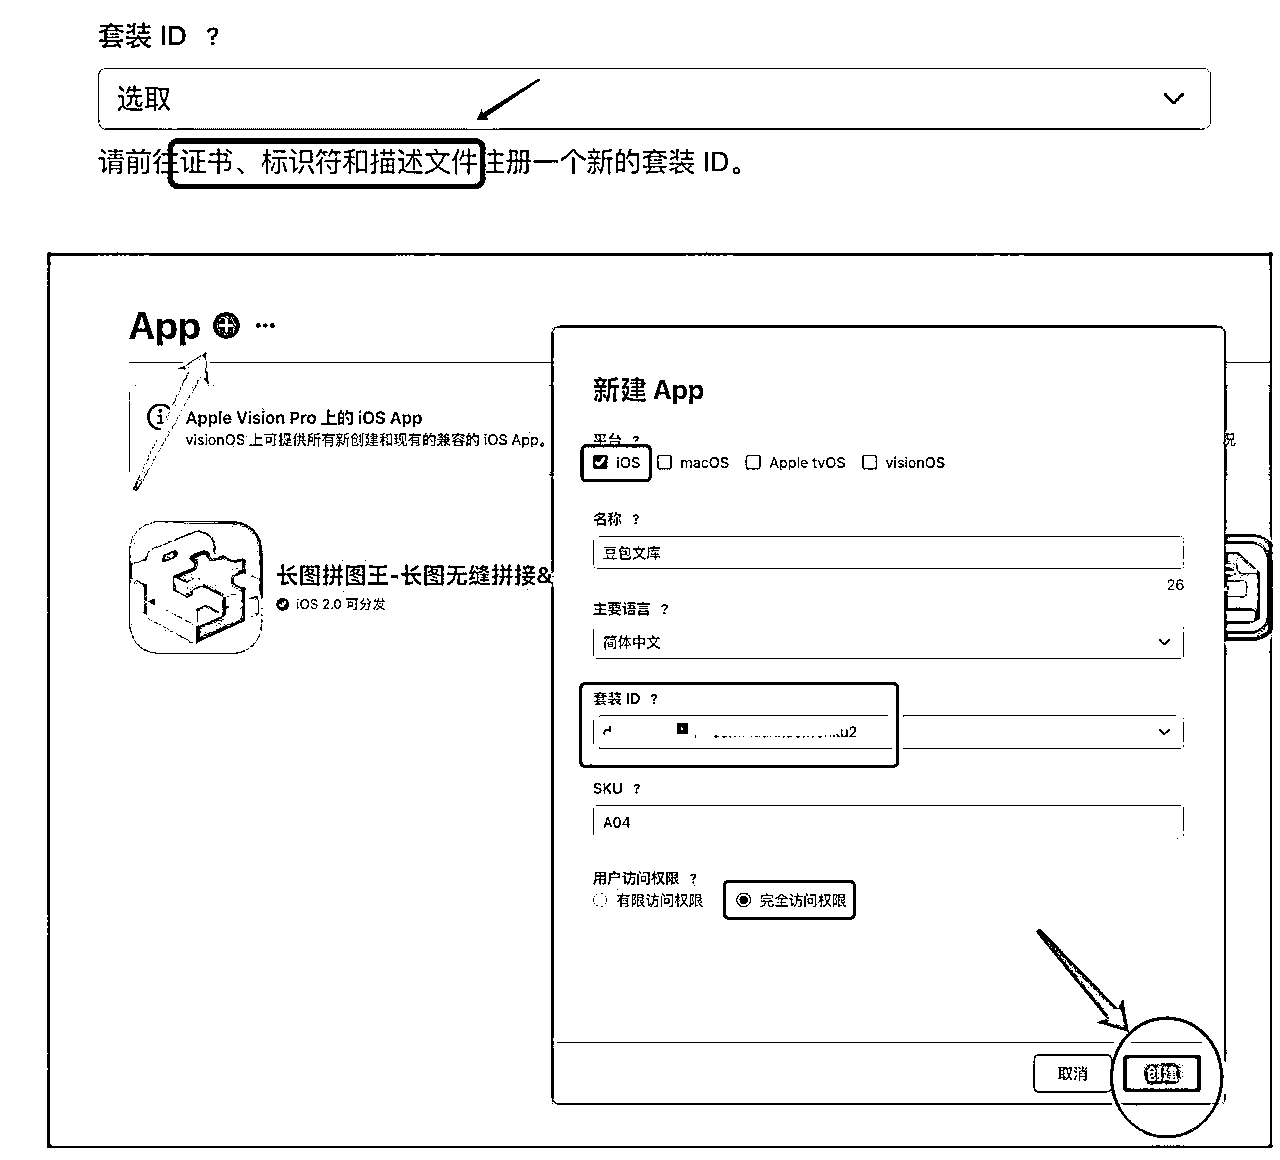 套装 ID ?
选取
请前往证书、标识符和描述文件注册一个新的套装 ID。
App
新建 App
Apple Vision Pro 上的 iOS App
visionOS 上可提供所有新创建和现有的兼容的 iOS App。
况
平台 ?
iOS macOS Apple tvOS visionOS
名称 ?
豆包文库
26
长图拼图王-长图无缝拼接&
iOS 2.0 可分发
主要语言 ?
简体中文
套装 ID ?
SKU ?
A04
用户访问权限 ?
有限访问权限 完全访问权限
取消 创建